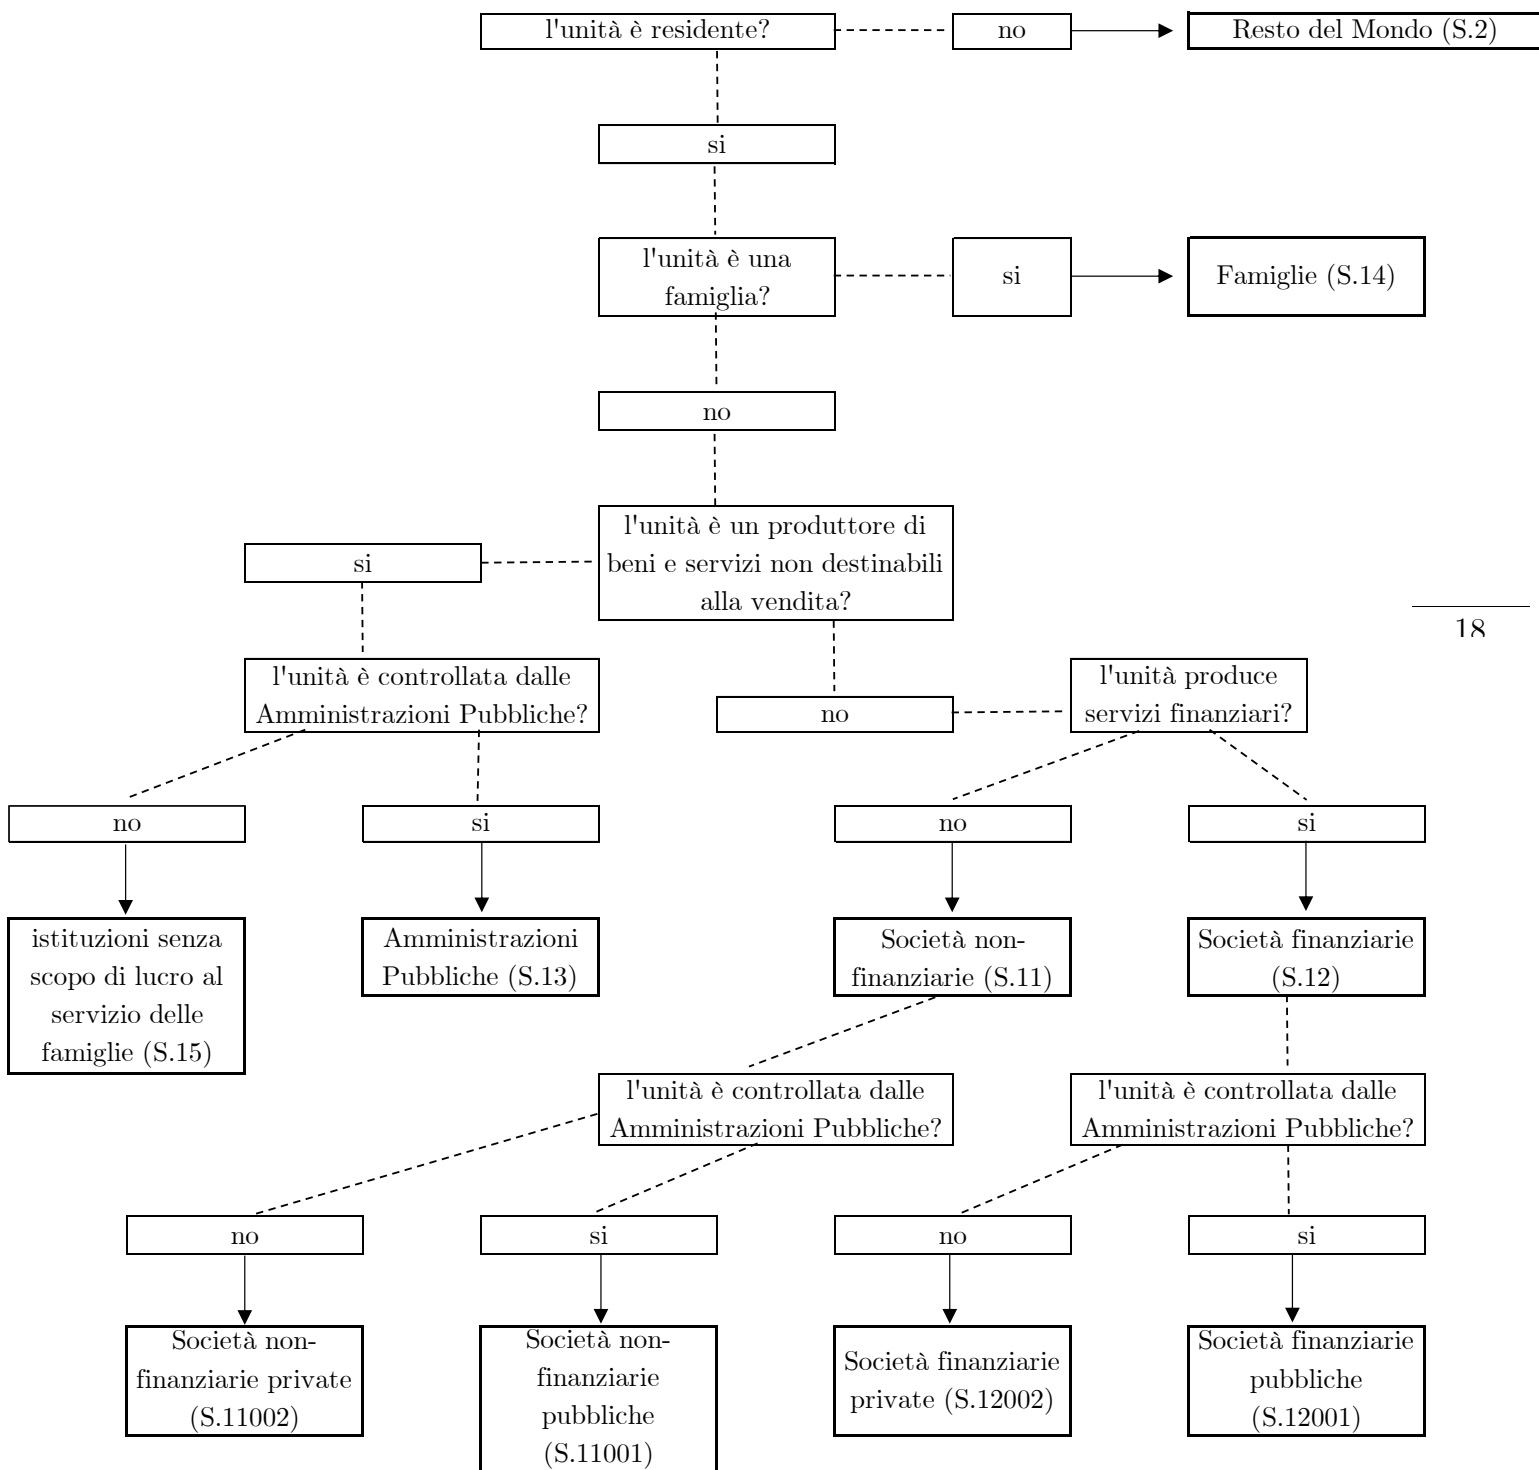 l'unità è residente?
no
Resto del Mondo (S.2)
si
l'unità è una
famiglia?
si
Famiglie (S.14)
no
l'unità è un produttore di
beni e servizi non destinabili
alla vendita?
si
18
l'unità è controllata dalle
Amministrazioni Pubbliche?
no
l'unità produce
servizi finanziari?
no
si
no
si
istituzioni senza
scopo di lucro al
servizio delle
famiglie (S.15)
Amministrazioni
Pubbliche (S.13)
Società non-
finanziarie (S.11)
Società finanziarie
(S.12)
l'unità è controllata dalle
Amministrazioni Pubbliche?
l'unità è controllata dalle
Amministrazioni Pubbliche?
no
si
no
si
Società non-
finanziarie private
(S.11002)
Società non-
finanziarie
pubbliche
(S.11001)
Società finanziarie
private (S.12002)
Società finanziarie
pubbliche
(S.12001)